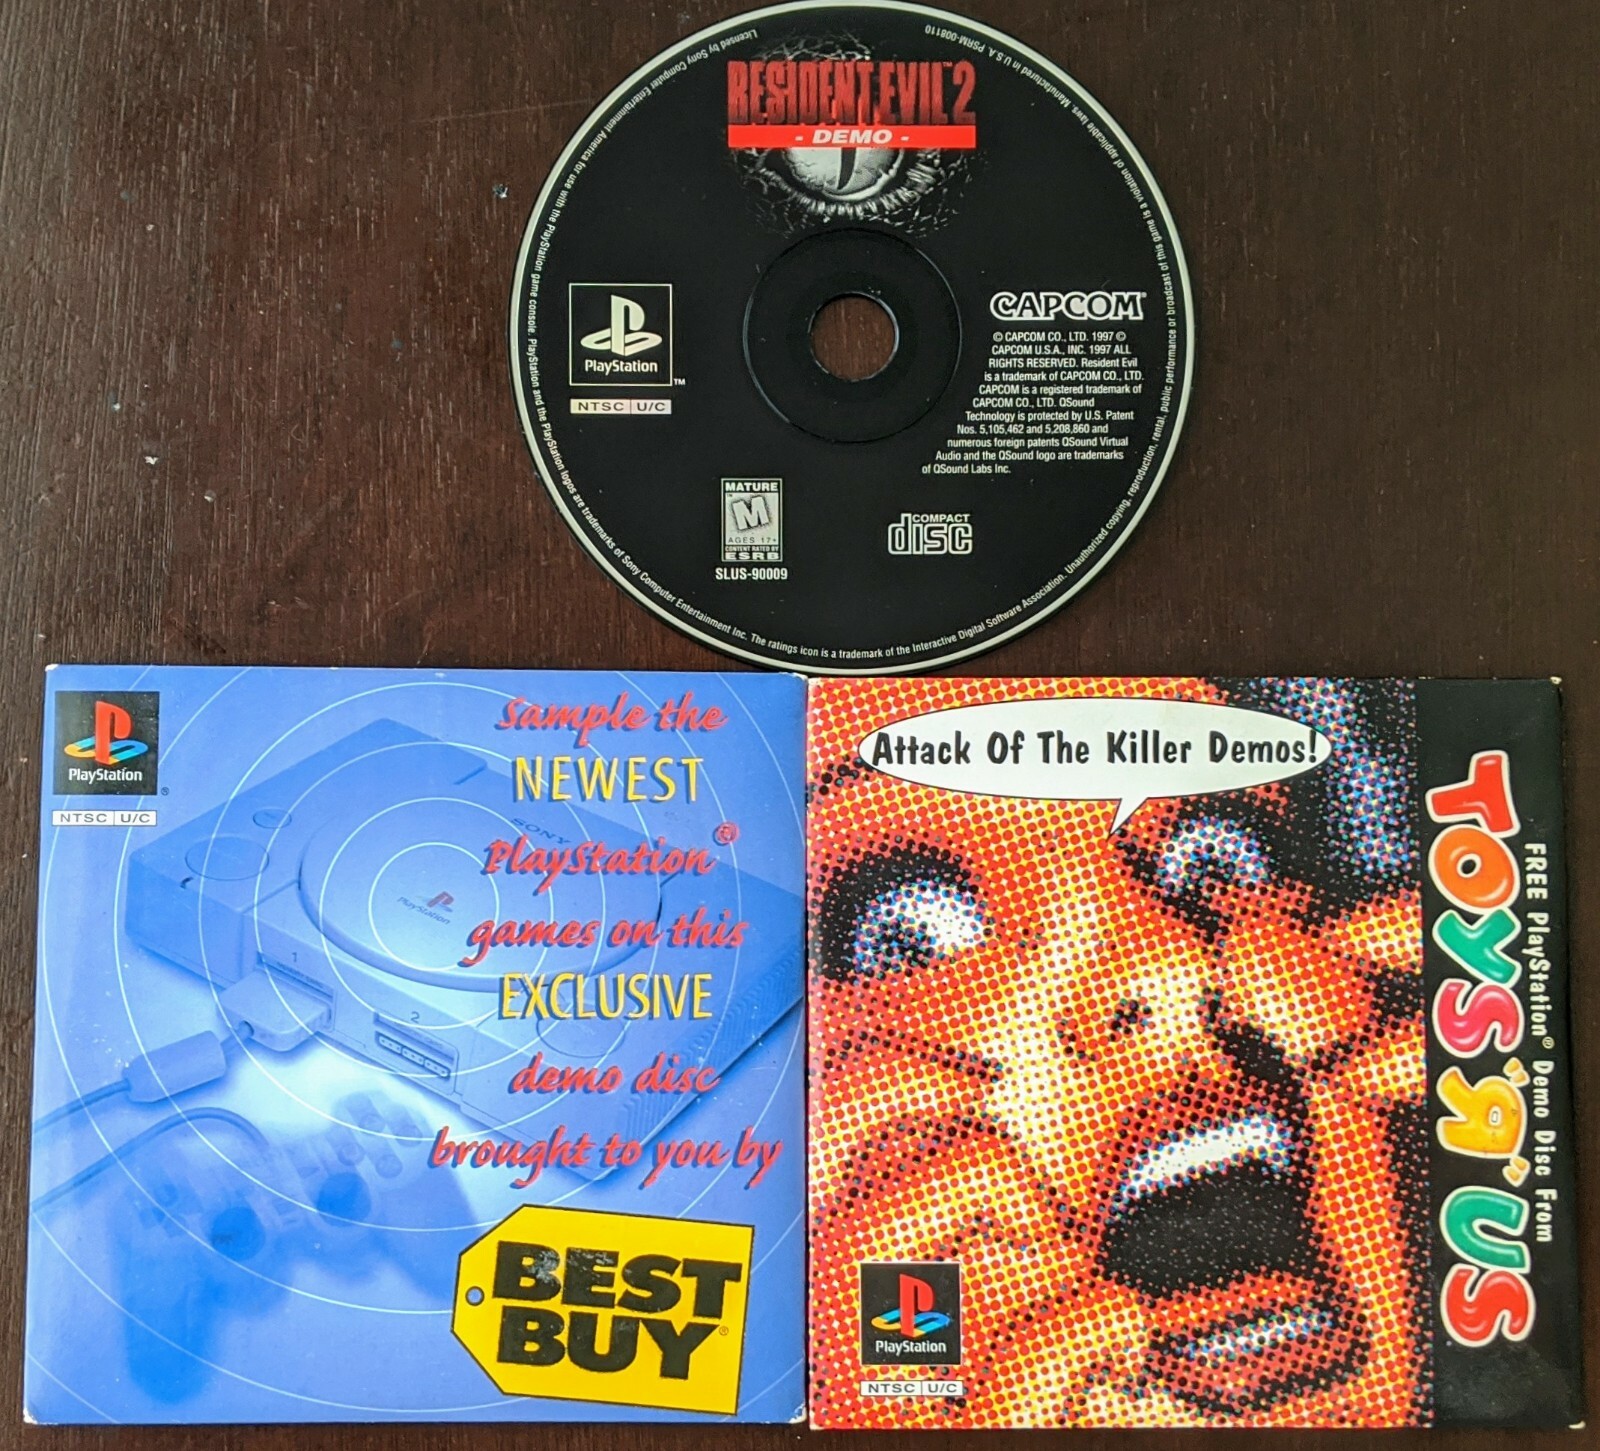 RESIDENT EVIL™ 2
- DEMO -
PlayStation
™
NTSC U/C
CAPCOM®
© CAPCOM CO., LTD. 1997 ©
CAPCOM U.S.A., INC. 1997 ALL
RIGHTS RESERVED. Resident Evil
is a trademark of CAPCOM CO., LTD.
CAPCOM is a registered trademark of
CAPCOM CO., LTD. QSound
Technology is protected by U.S. Patent
Nos. 5,105,462 and 5,208,860 and
numerous foreign patents QSound Virtual
Audio and the QSound logo are trademarks
of QSound Labs Inc.
MATURE
M
AGES 17+
CONTENT RATED BY
ESRB
SLUS-90009
COMPACT
disc
Licensed by Sony Computer Entertainment America for use with the PlayStation game console. PlayStation and the PlayStation logos are trademarks of Sony Computer Entertainment Inc. The ratings icon is a trademark of the Interactive Digital Software Association. Unauthorized copying, reproduction, rental, public performance or broadcast of this game is a violation of applicable laws. Manufactured in U.S.A. PSRM-008110
PlayStation
®
NTSC U/C
Sample the
NEWEST
PlayStation®
games on this
EXCLUSIVE
demo disc
brought to you by
BEST
BUY®
SONY
PlayStation
1
2
Attack Of The Killer Demos!
PlayStation
NTSC U/C
FREE PlayStation® Demo Disc From
TOYS "R" US